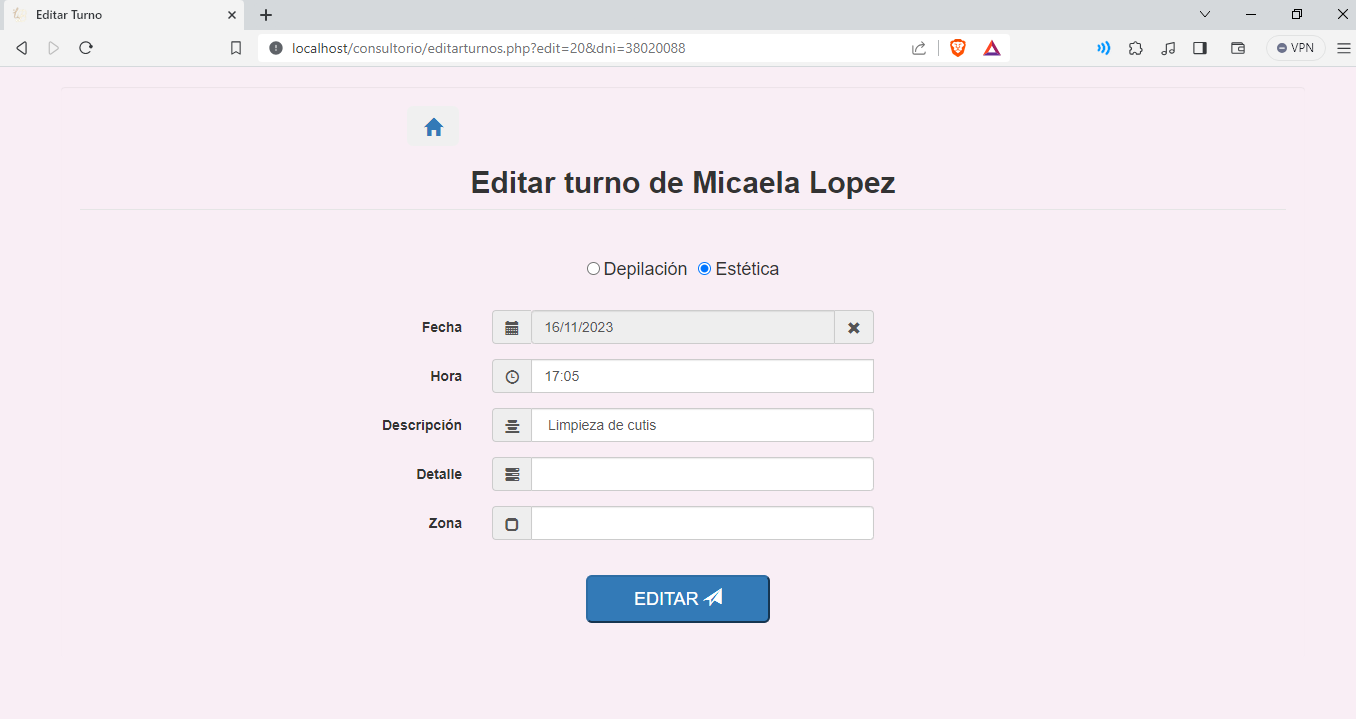 Editar Turno
localhost/consultorio/editarturnos.php?edit=20&dni=38020088
VPN
Editar turno de Micaela Lopez
Depilación Estética
Fecha 16/11/2023
Hora 17:05
Descripción Limpieza de cutis
Detalle
Zona
EDITAR